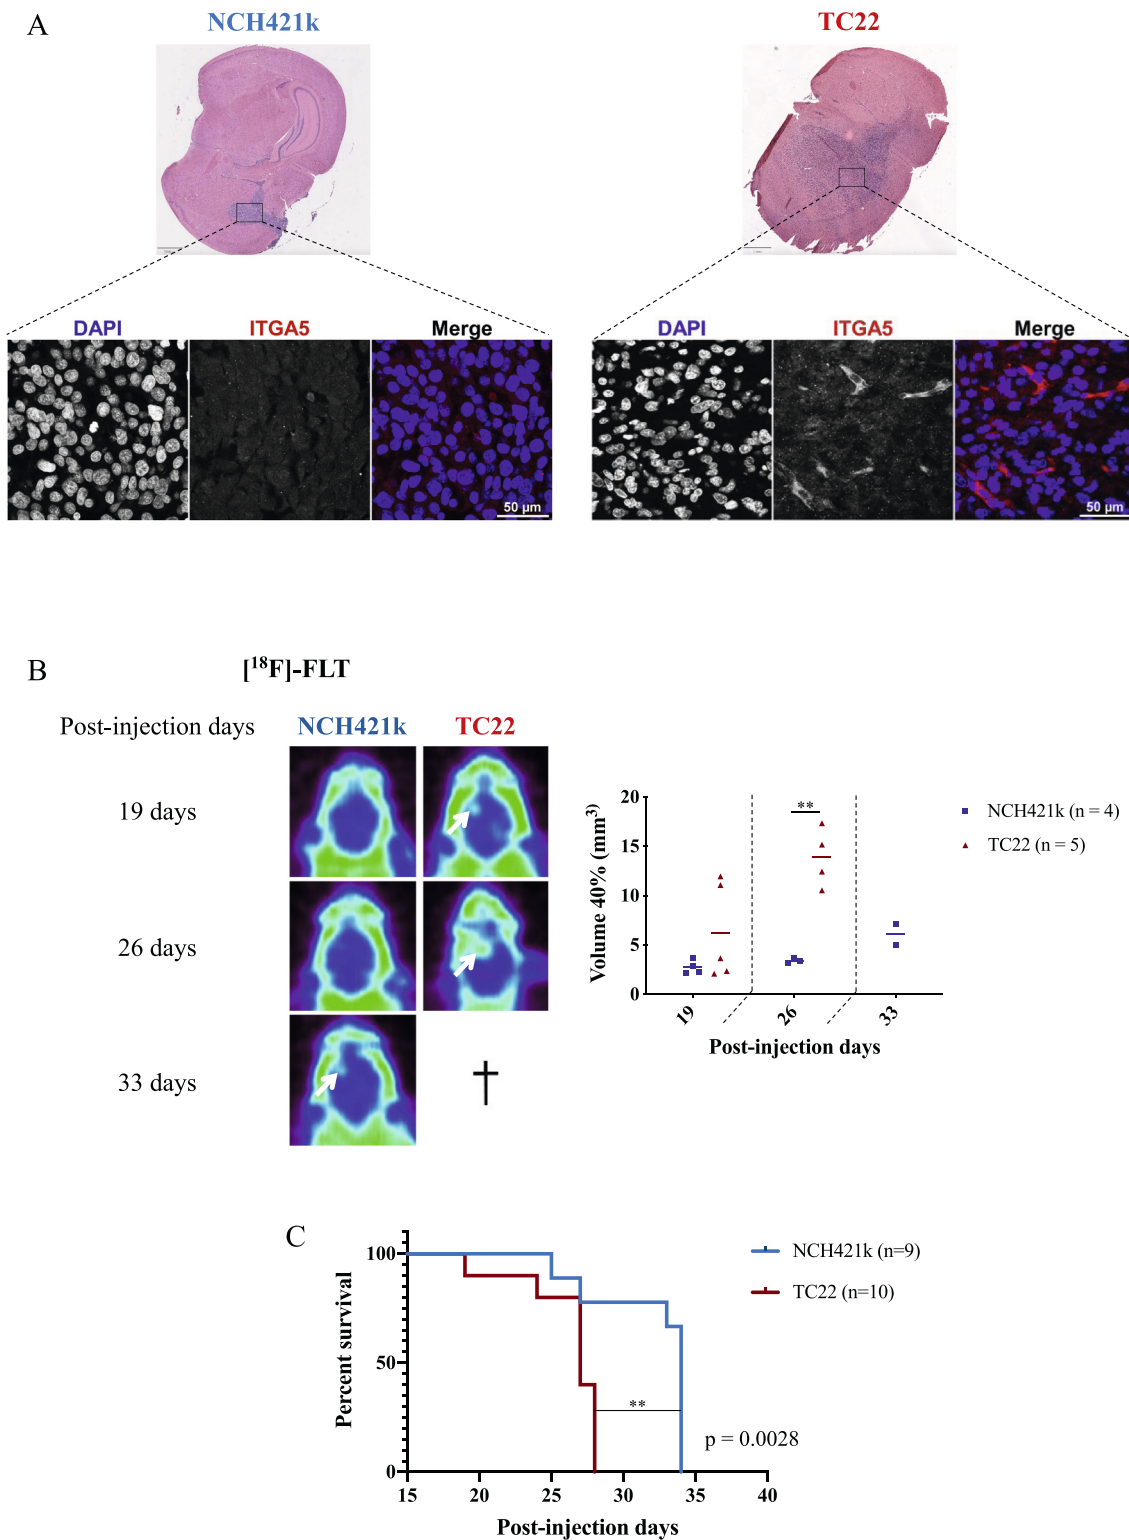 A
NCH421k
TC22
DAPI
ITGA5
Merge
50 µm
DAPI
ITGA5
Merge
50 µm
B
[¹⁸F]-FLT
Post-injection days
NCH421k
TC22
19 days
26 days
33 days
†
Volume 40% (mm³)
20
15
10
5
0
**
19
26
33
Post-injection days
NCH421k (n = 4)
TC22 (n = 5)
C
Percent survival
100
50
0
15
20
25
30
35
40
Post-injection days
**
p = 0.0028
NCH421k (n=9)
TC22 (n=10)